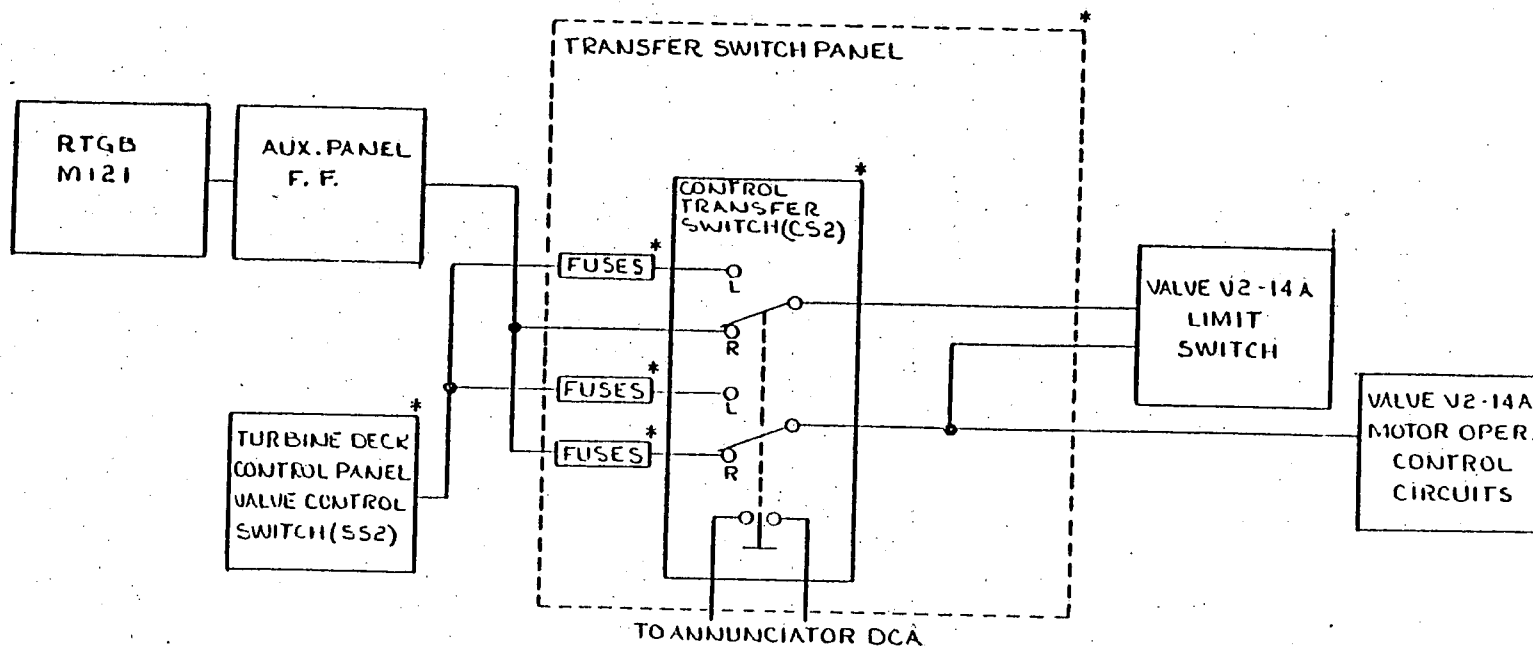 *
TRANSFER SWITCH PANEL
RTGB
M121
AUX. PANEL
F. F.
*
CONTROL
TRANSFER
SWITCH(CS2)
*
FUSES
L
R
*
FUSES
L
*
FUSES
R
*
TURBINE DECK
CONTROL PANEL
VALVE CONTROL
SWITCH(SS2)
VALVE V2-14A
LIMIT
SWITCH
VALVE V2-14A
MOTOR OPER.
CONTROL
CIRCUITS
TO ANNUNCIATOR DCA